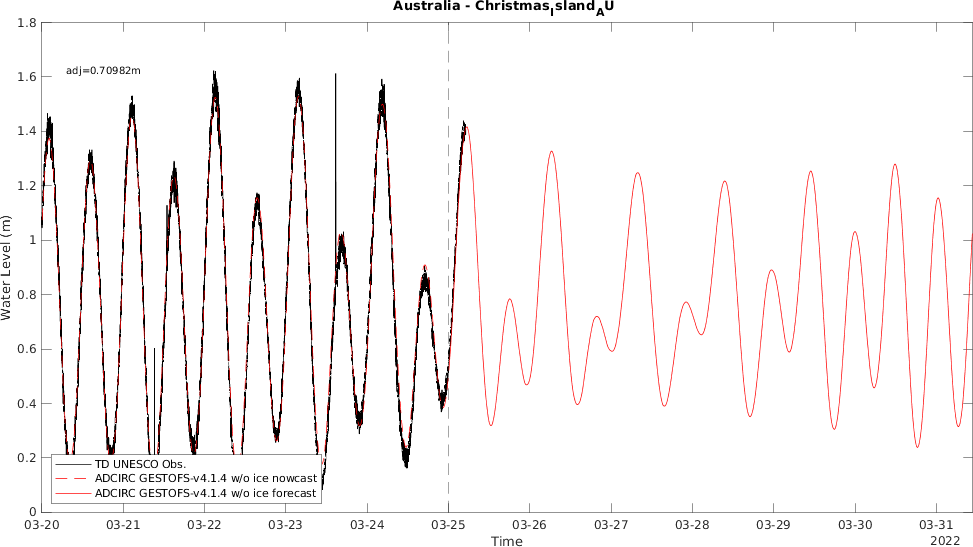 Australia - Christmas_Island_AU
1.8
1.6
1.4
1.2
1
0.8
0.6
0.4
0.2
0
Water Level (m)
adj=0.70982m
TD UNESCO Obs.
ADCIRC GESTOFS-v4.1.4 w/o ice nowcast
ADCIRC GESTOFS-v4.1.4 w/o ice forecast
03-20 03-21 03-22 03-23 03-24 03-25 03-26 03-27 03-28 03-29 03-30 03-31
Time
2022